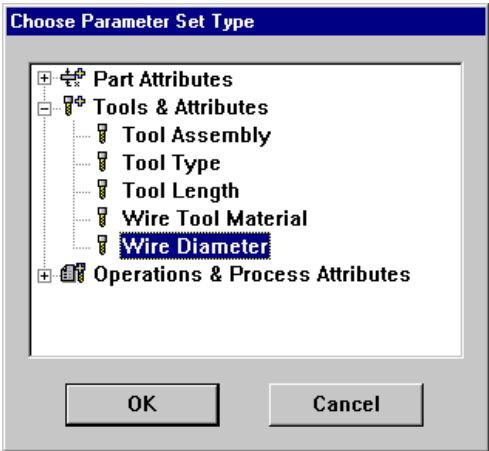 Choose Parameter Set Type
Part Attributes
Tools & Attributes
Tool Assembly
Tool Type
Tool Length
Wire Tool Material
Wire Diameter
Operations & Process Attributes
OK Cancel